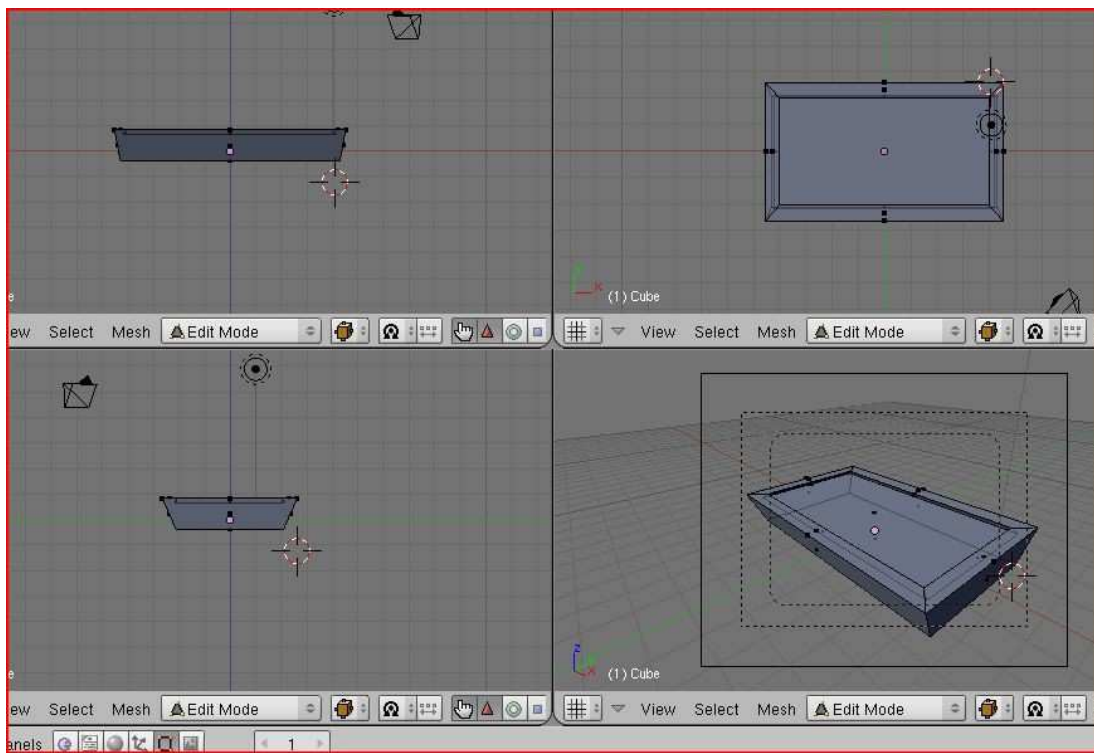 (1) Cube
ew Select Mesh Edit Mode
View Select Mesh Edit Mode
z
x
(1) Cube
ew Select Mesh Edit Mode
View Select Mesh Edit Mode
anels 1